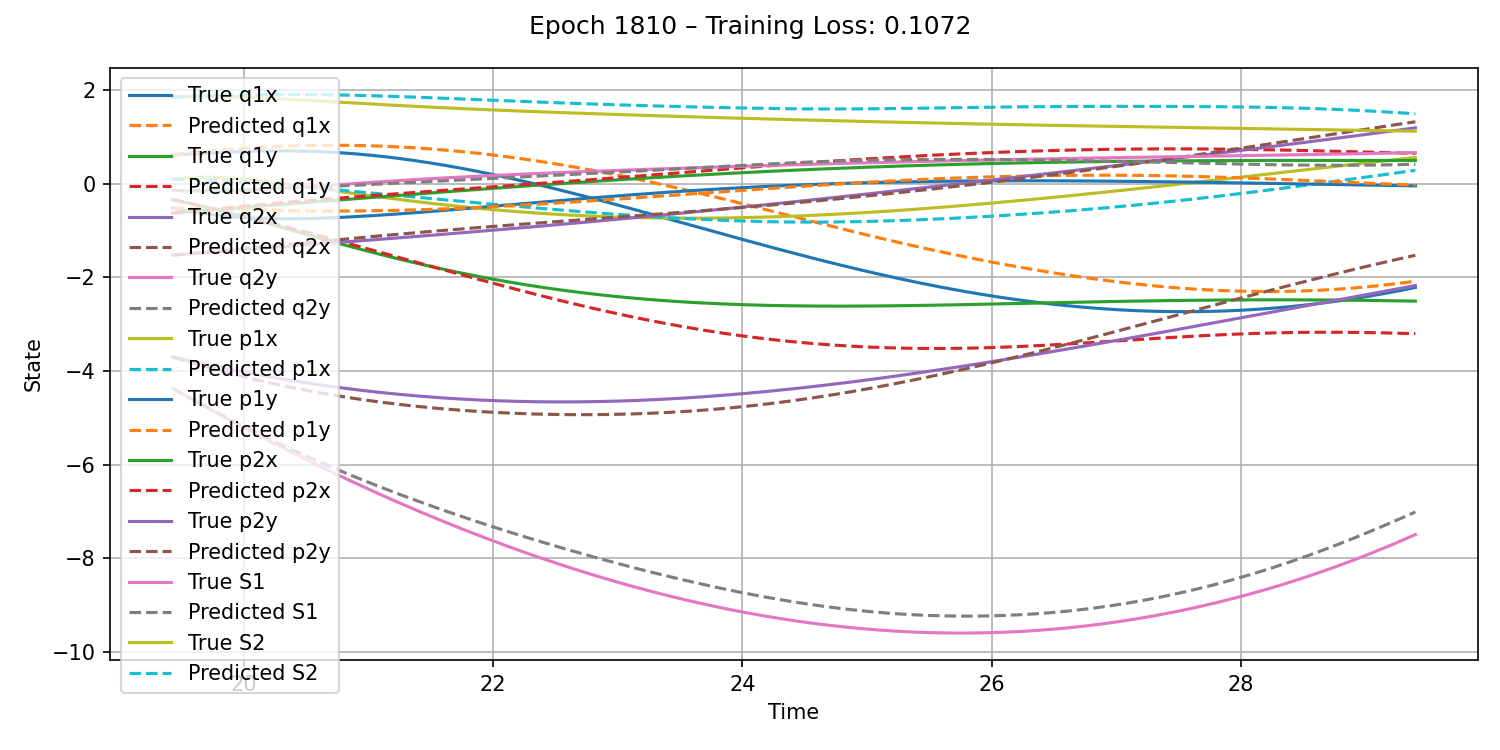 Epoch 1810 – Training Loss: 0.1072
State
2
0
−2
−4
−6
−8
−10
True q1x
Predicted q1x
True q1y
Predicted q1y
True q2x
Predicted q2x
True q2y
Predicted q2y
True p1x
Predicted p1x
True p1y
Predicted p1y
True p2x
Predicted p2x
True p2y
Predicted p2y
True S1
Predicted S1
True S2
Predicted S2
20 22 24 26 28
Time